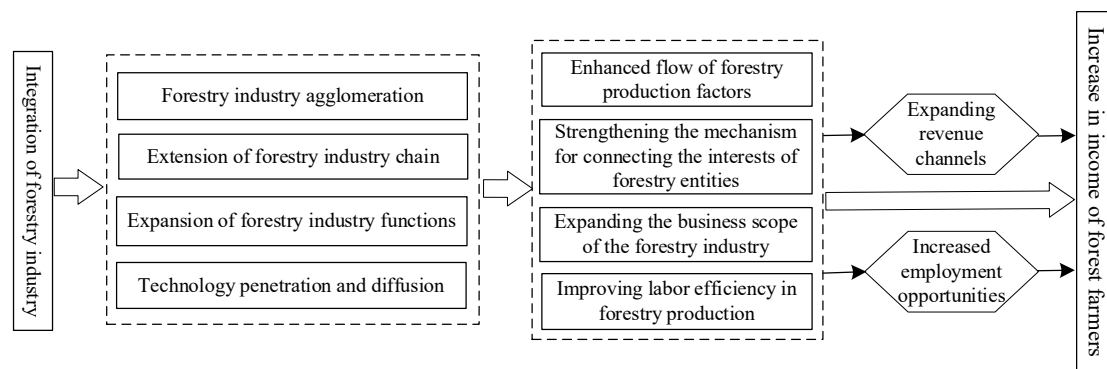 Integration of forestry industry
Forestry industry agglomeration
Extension of forestry industry chain
Expansion of forestry industry functions
Technology penetration and diffusion
Enhanced flow of forestry
production factors
Strengthening the mechanism
for connecting the interests of
forestry entities
Expanding the business scope
of the forestry industry
Improving labor efficiency in
forestry production
Expanding
revenue
channels
Increased
employment
opportunities
Increase in income of forest farmers